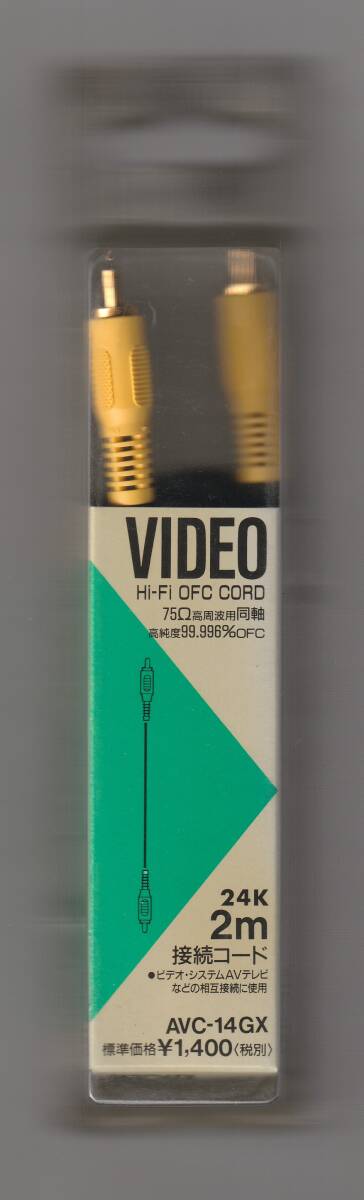 VIDEO
Hi-Fi OFC CORD
75Ω高周波用同軸
高純度99.996%OFC
24K
2m
接続コード
●ビデオ・システムAVテレビ
などの相互接続に使用
AVC-14GX
標準価格¥1,400〈税別〉